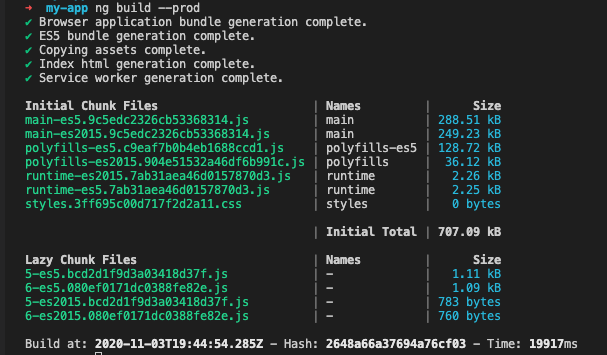 ➜ my-app ng build --prod
✔ Browser application bundle generation complete.
✔ ES5 bundle generation complete.
✔ Copying assets complete.
✔ Index html generation complete.
✔ Service worker generation complete.
Initial Chunk Files | Names | Size
main-es5.9c5edc2326cb53368314.js | main | 288.51 kB
main-es2015.9c5edc2326cb53368314.js | main | 249.23 kB
polyfills-es5.c9eaf7b0b4eb1688ccd1.js | polyfills-es5 | 128.72 kB
polyfills-es2015.904e51532a46df6b991c.js | polyfills | 36.12 kB
runtime-es2015.7ab31aea46d0157870d3.js | runtime | 2.26 kB
runtime-es5.7ab31aea46d0157870d3.js | runtime | 2.25 kB
styles.3ff695c00d717f2d2a11.css | styles | 0 bytes
| Initial Total | 707.09 kB
Lazy Chunk Files | Names | Size
5-es5.bcd2d1f9d3a03418d37f.js | - | 1.11 kB
6-es5.080ef0171dc0388fe82e.js | - | 1.09 kB
5-es2015.bcd2d1f9d3a03418d37f.js | - | 783 bytes
6-es2015.080ef0171dc0388fe82e.js | - | 760 bytes
Build at: 2020-11-03T19:44:54.285Z - Hash: 2648a66a37694a76cf03 - Time: 19917ms